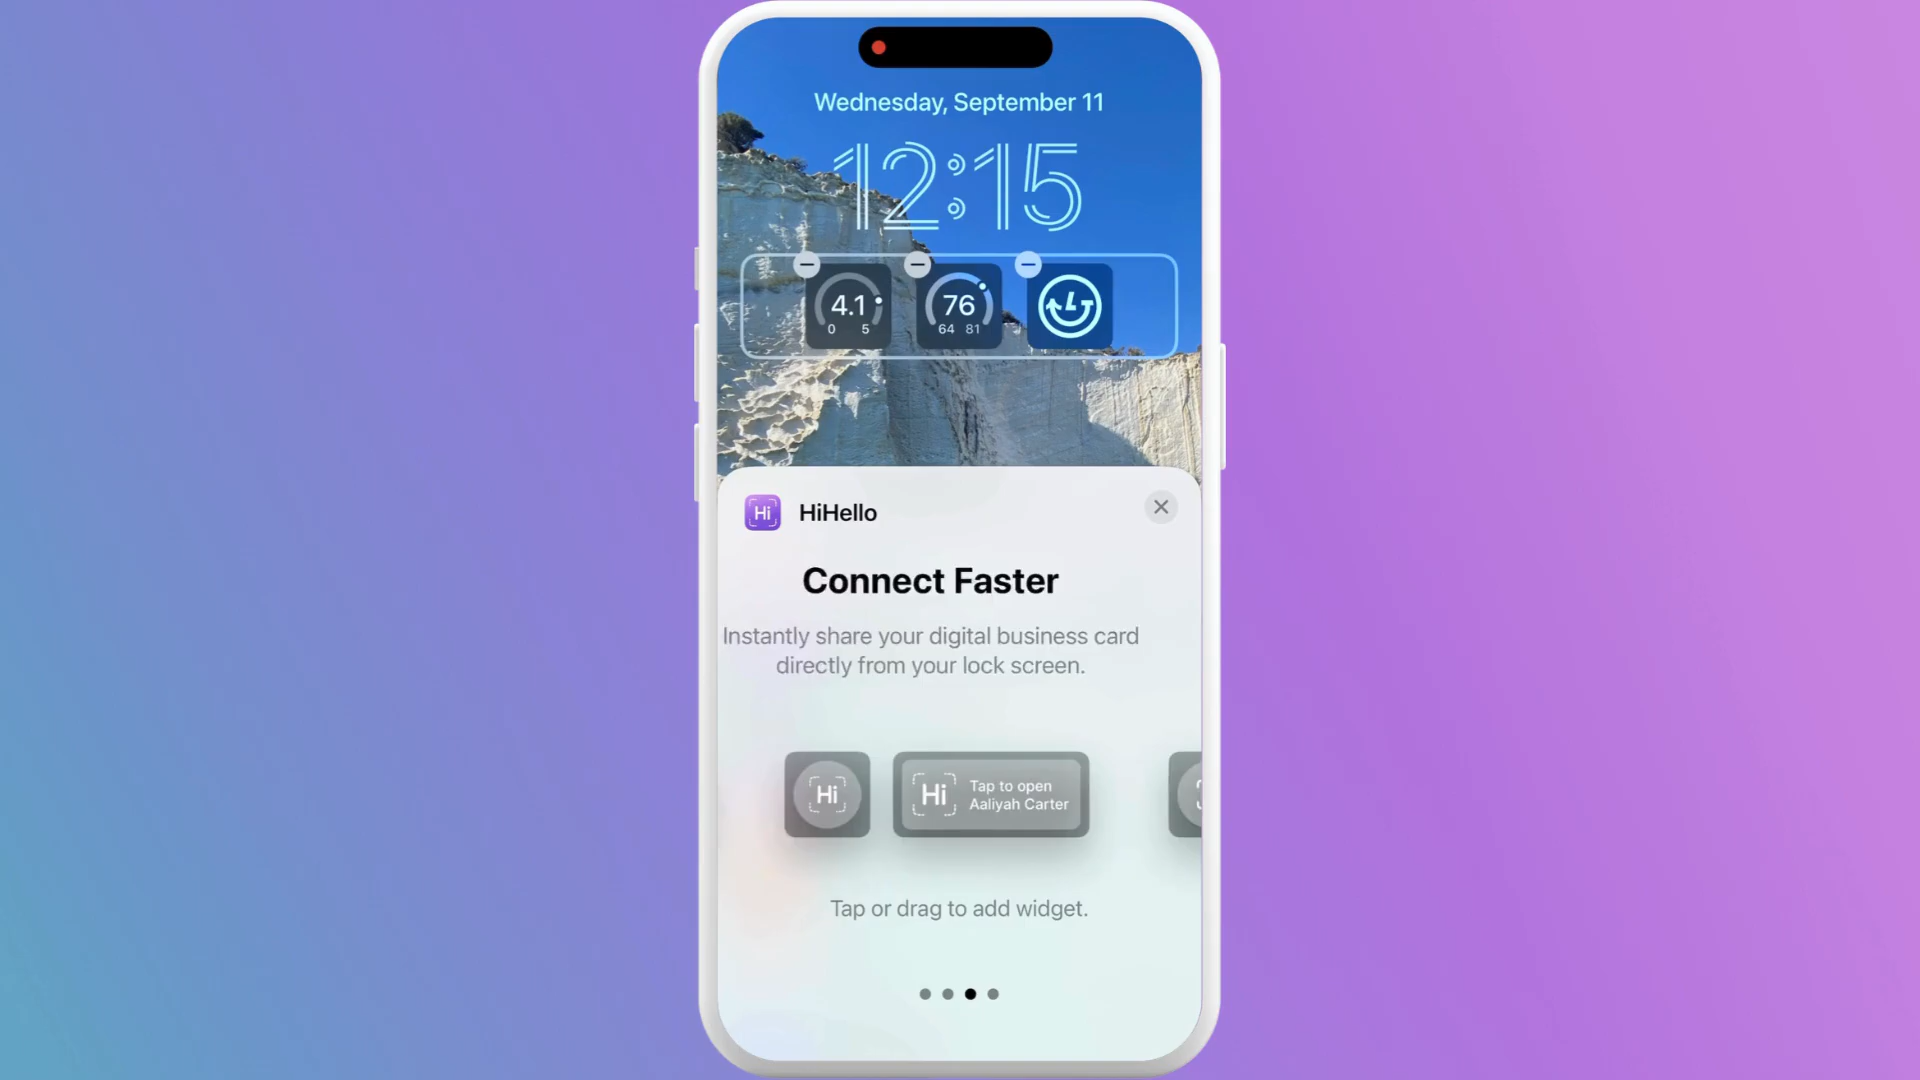 Wednesday, September 11
12:15
4.1
0 5
76
64 81
Hi
HiHello
Connect Faster
Instantly share your digital business card
directly from your lock screen.
Hi
Hi
Tap to open
Aaliyah Carter
Tap or drag to add widget.